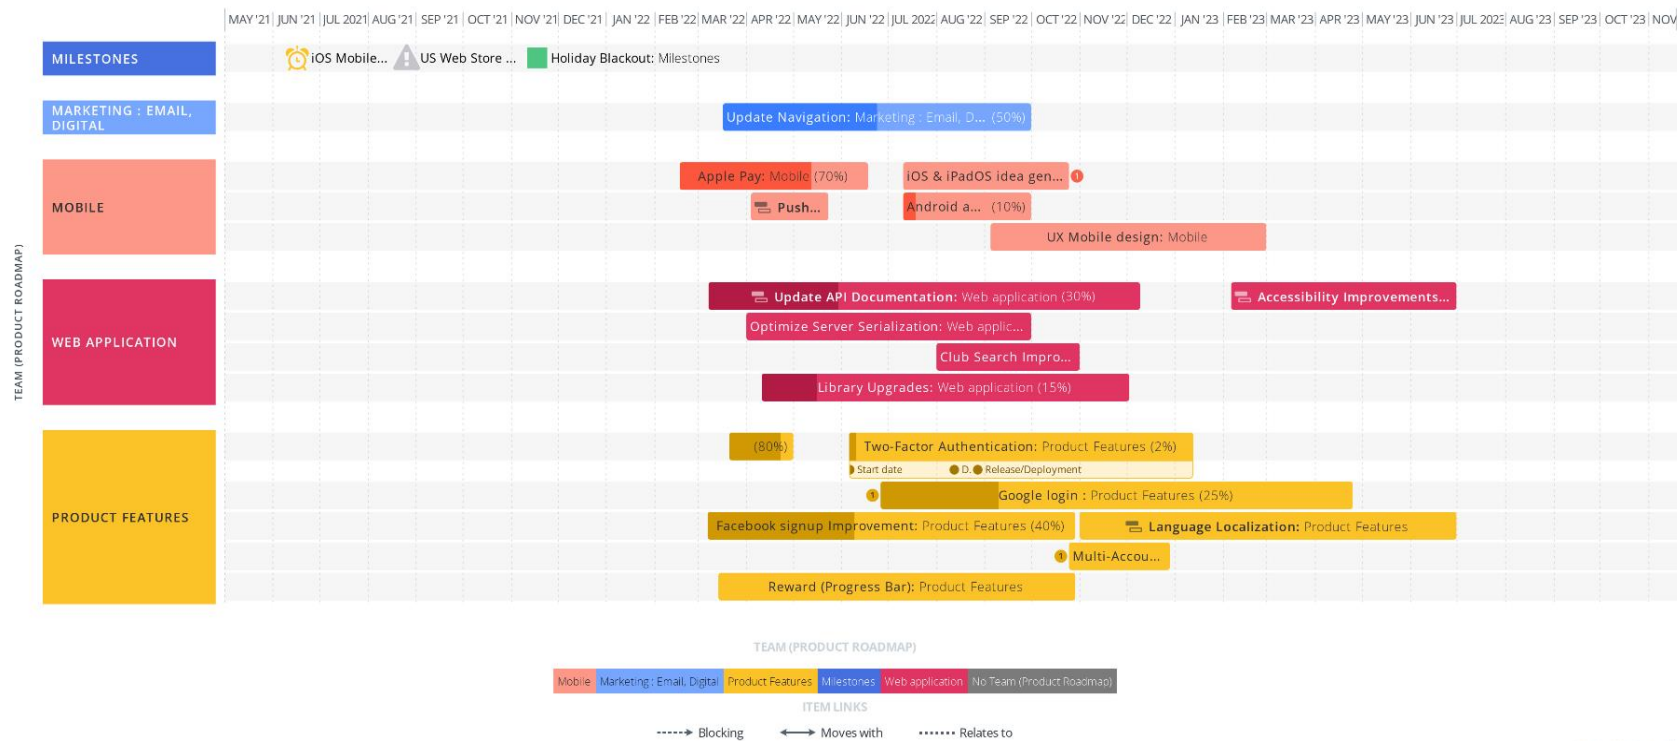 MAY '21 JUN '21 JUL 2021 AUG '21 SEP '21 OCT '21 NOV '21 DEC '21 JAN '22 FEB '22 MAR '22 APR '22 MAY '22 JUN '22 JUL 2022 AUG '22 SEP '22 OCT '22 NOV '22 DEC '22 JAN '23 FEB '23 MAR '23 APR '23 MAY '23 JUN '23 JUL 2023 AUG '23 SEP '23 OCT '23 NOV
TEAM (PRODUCT ROADMAP)
MILESTONES
iOS Mobile... US Web Store ... Holiday Blackout: Milestones
MARKETING : EMAIL,
DIGITAL
Update Navigation: Marketing : Email, D... (50%)
MOBILE
Apple Pay: Mobile (70%) iOS & iPadOS idea gen... 1
Push... Android a... (10%)
UX Mobile design: Mobile
WEB APPLICATION
Update API Documentation: Web application (30%) Accessibility Improvements...
Optimize Server Serialization: Web applic...
Club Search Impro...
Library Upgrades: Web application (15%)
PRODUCT FEATURES
(80%) Two-Factor Authentication: Product Features (2%)
Start date D. Release/Deployment
1 Google login : Product Features (25%)
Facebook signup Improvement: Product Features (40%) Language Localization: Product Features
1 Multi-Accou...
Reward (Progress Bar): Product Features
TEAM (PRODUCT ROADMAP)
Mobile Marketing : Email, Digital Product Features Milestones Web application No Team (Product Roadmap)
ITEM LINKS
Blocking Moves with Relates to